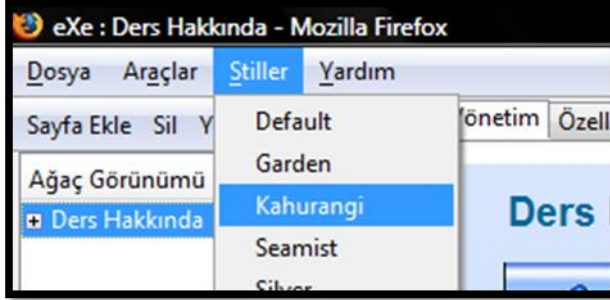 eXe : Ders Hakkında - Mozilla Firefox
Dosya Araçlar Stiller Yardım
Sayfa Ekle Sil
Default
Garden
Kahurangi
Seamist
Ağaç Görünümü
Ders Hakkında
Ders